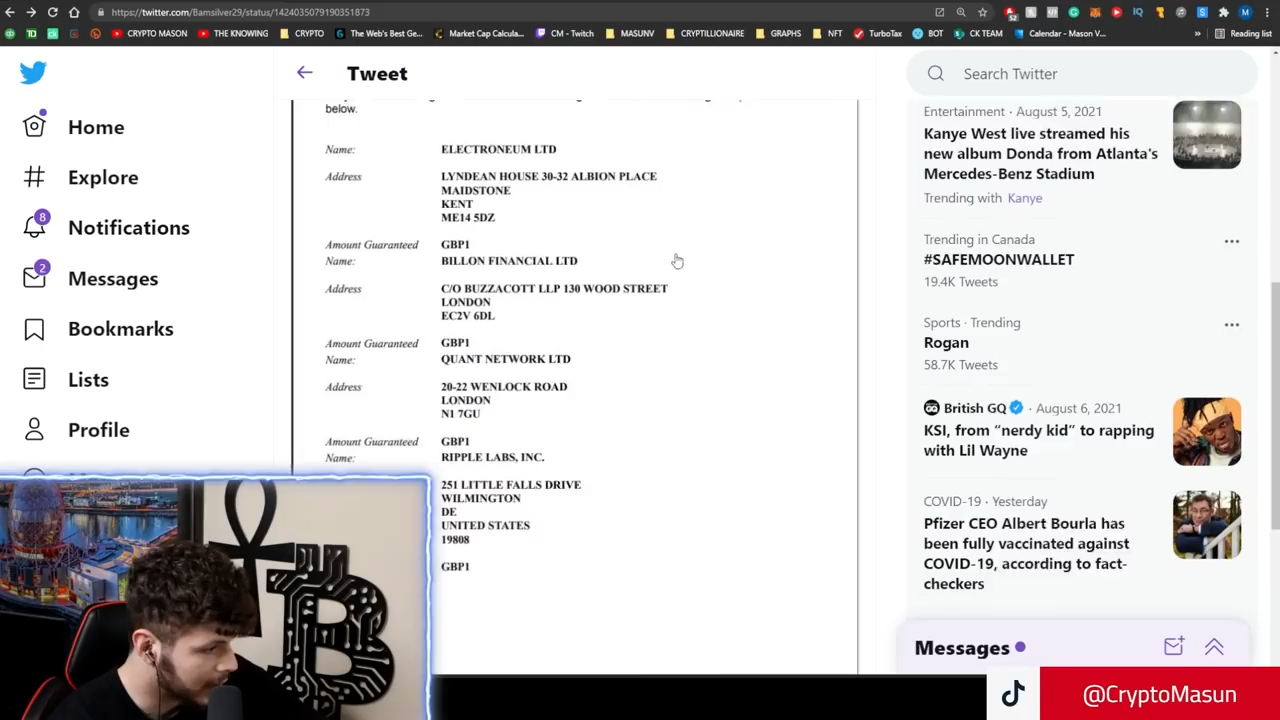 https://twitter.com/Bamsilver29/status/1424035079190351873
CRYPTO MASON
THE KNOWING
CRYPTO
The Web's Best Ge...
Market Cap Calcula...
CM - Twitch
MASUNV
CRYPTILLIONAIRE
GRAPHS
NFT
TurboTax
BOT
CK TEAM
Calendar - Mason V...
»
Reading list
Tweet
Search Twitter
Home
Explore
Notifications
8
Messages
2
Bookmarks
Lists
Profile
below.
Name: ELECTRONEUM LTD
Address LYNDEAN HOUSE 30-32 ALBION PLACE
MAIDSTONE
KENT
ME14 5DZ
Amount Guaranteed GBP1
Name: BILLON FINANCIAL LTD
Address C/O BUZZACOTT LLP 130 WOOD STREET
LONDON
EC2V 6DL
Amount Guaranteed GBP1
Name: QUANT NETWORK LTD
Address 20-22 WENLOCK ROAD
LONDON
N1 7GU
Amount Guaranteed GBP1
Name: RIPPLE LABS, INC.
251 LITTLE FALLS DRIVE
WILMINGTON
DE
UNITED STATES
19808
GBP1
Entertainment · August 5, 2021
Kanye West live streamed his
new album Donda from Atlanta's
Mercedes-Benz Stadium
Trending with Kanye
Trending in Canada
#SAFEMOONWALLET
19.4K Tweets
Sports · Trending
Rogan
58.7K Tweets
British GQ · August 6, 2021
KSI, from “nerdy kid” to rapping
with Lil Wayne
COVID-19 · Yesterday
Pfizer CEO Albert Bourla has
been fully vaccinated against
COVID-19, according to fact-
checkers
Messages
@CryptoMasun